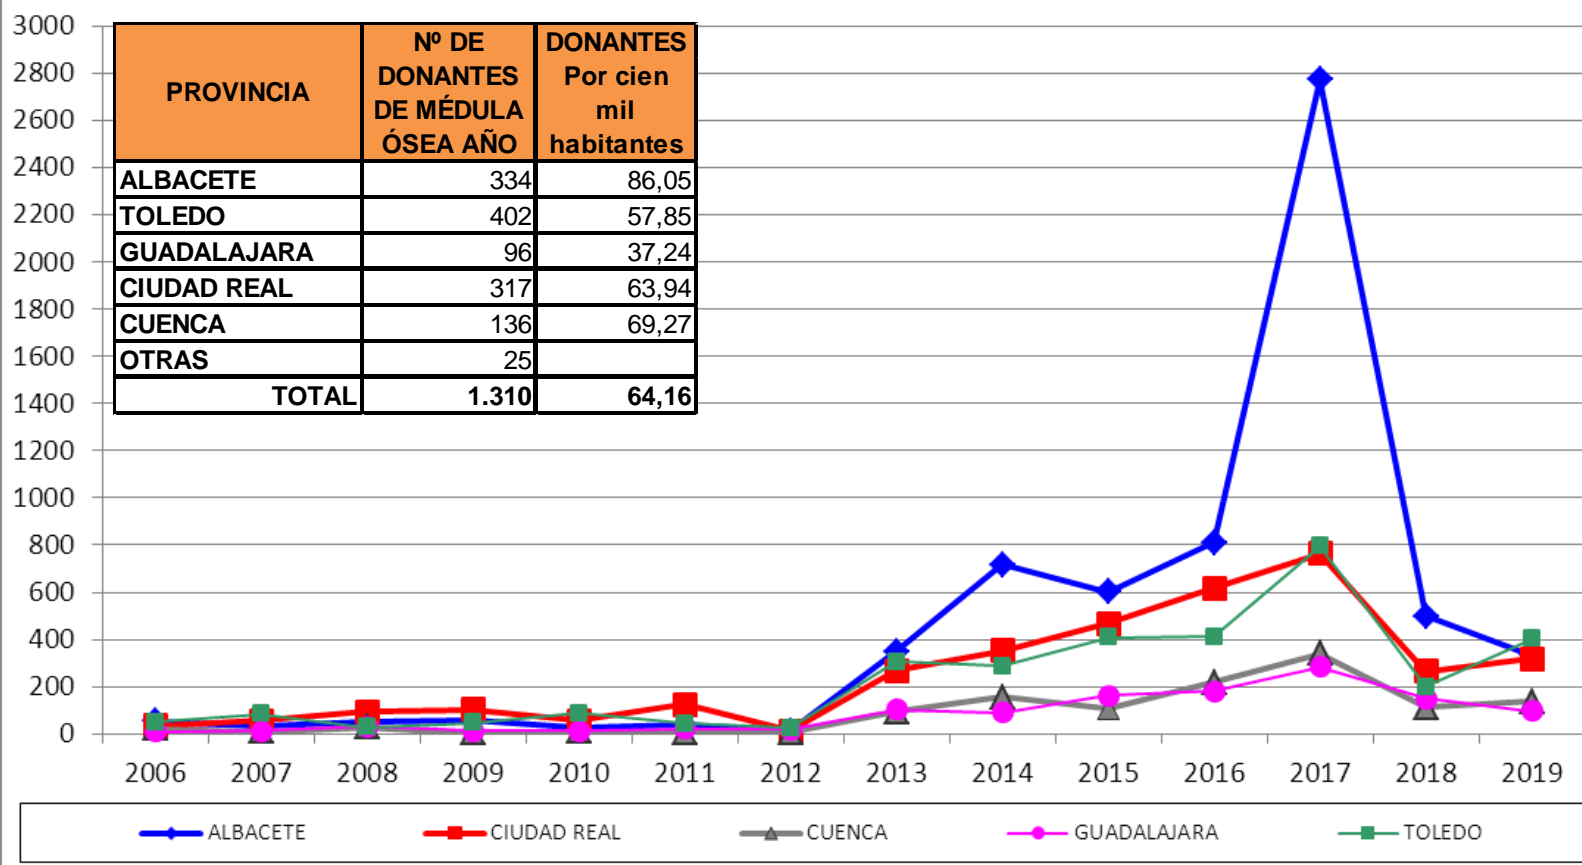 3000
2800
2600
2400
2200
2000
1800
1600
1400
1200
1000
800
600
400
200
0
PROVINCIA
Nº DE
DONANTES
DE MÉDULA
ÓSEA AÑO
DONANTES
Por cien
mil
habitantes
ALBACETE 334 86,05
TOLEDO 402 57,85
GUADALAJARA 96 37,24
CIUDAD REAL 317 63,94
CUENCA 136 69,27
OTRAS 25
TOTAL 1.310 64,16
2006 2007 2008 2009 2010 2011 2012 2013 2014 2015 2016 2017 2018 2019
ALBACETE CIUDAD REAL CUENCA GUADALAJARA TOLEDO